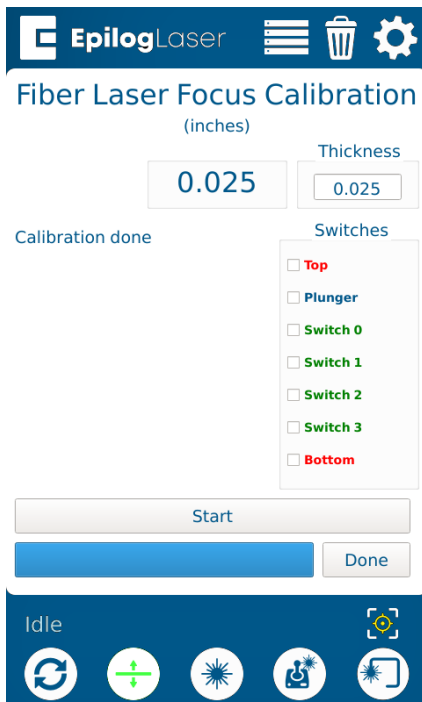 EpilogLaser
Fiber Laser Focus Calibration
(inches)
Thickness
0.025
0.025
Calibration done
Switches
Top
Plunger
Switch 0
Switch 1
Switch 2
Switch 3
Bottom
Start
Done
Idle